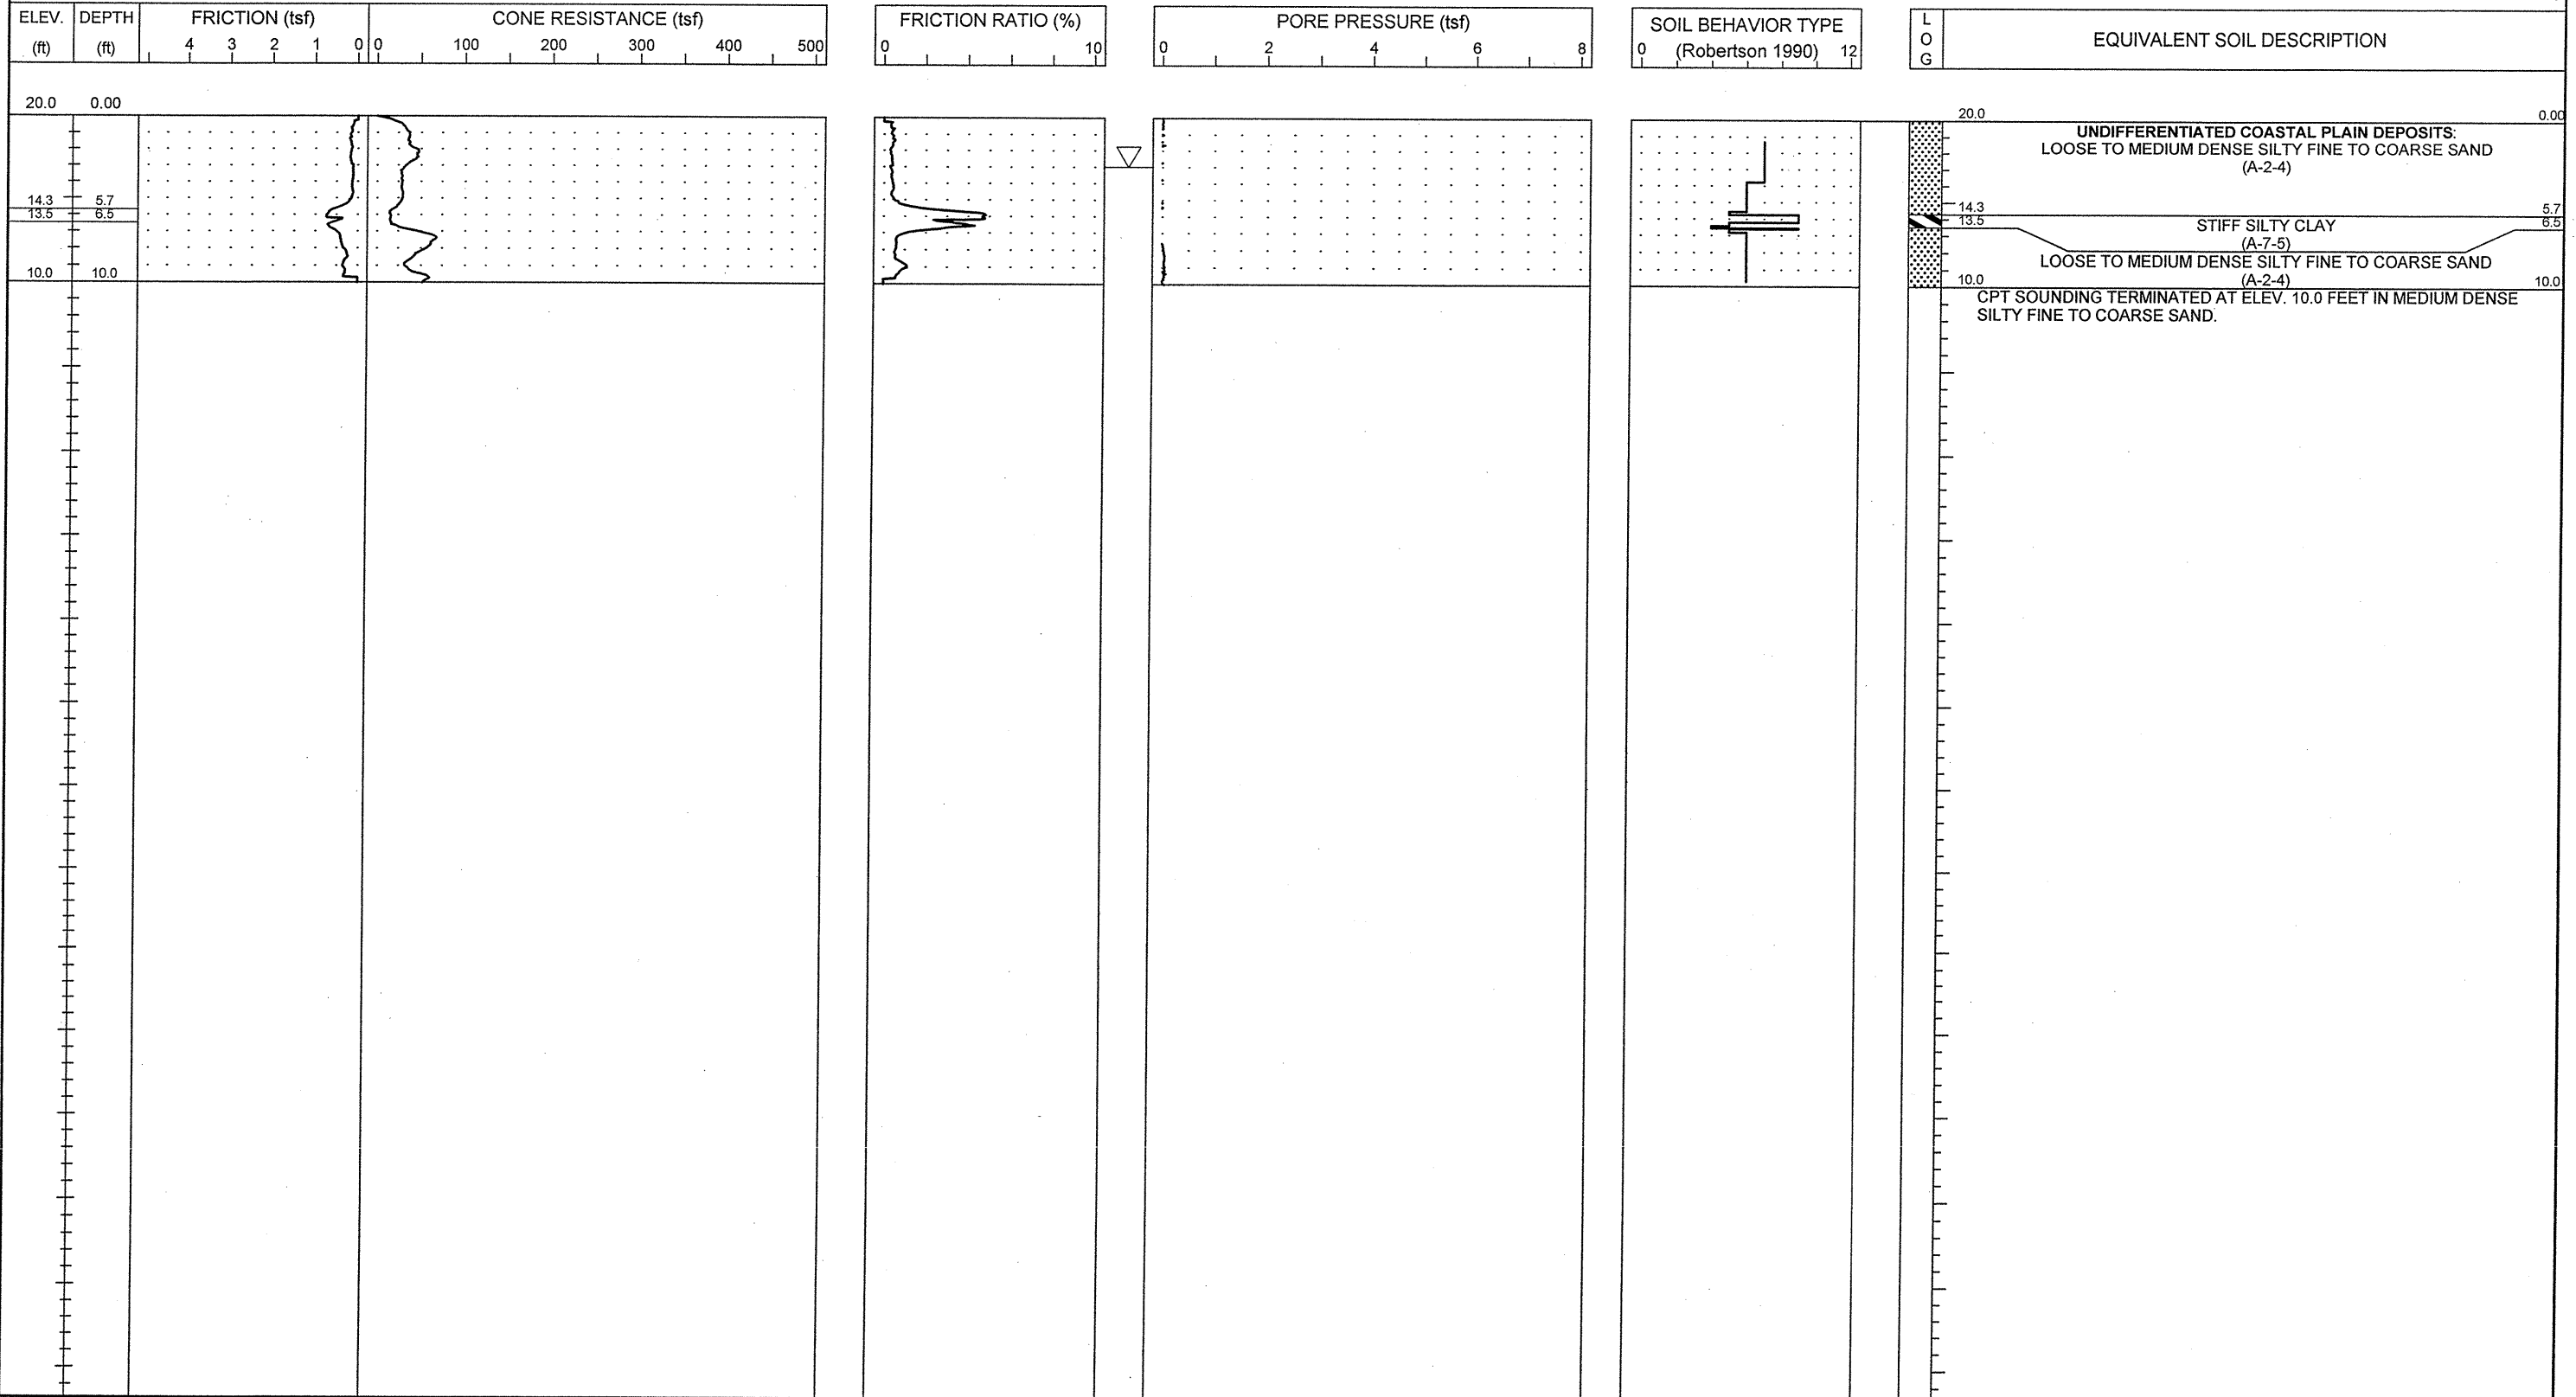 ELEV.
(ft)
DEPTH
(ft)
FRICTION (tsf)
4 3 2 1 0
CONE RESISTANCE (tsf)
0 100 200 300 400 500
FRICTION RATIO (%)
0 10
PORE PRESSURE (tsf)
0 2 4 6 8
SOIL BEHAVIOR TYPE
(Robertson 1990)
0 12
L
O
G
EQUIVALENT SOIL DESCRIPTION
20.0 0.00
14.3 5.7
13.5 6.5
10.0 10.0
20.0 0.00
UNDIFFERENTIATED COASTAL PLAIN DEPOSITS:
LOOSE TO MEDIUM DENSE SILTY FINE TO COARSE SAND
(A-2-4)
14.3 5.7
13.5 6.5
STIFF SILTY CLAY
(A-7-5)
LOOSE TO MEDIUM DENSE SILTY FINE TO COARSE SAND
(A-2-4)
10.0 10.0
CPT SOUNDING TERMINATED AT ELEV. 10.0 FEET IN MEDIUM DENSE
SILTY FINE TO COARSE SAND.